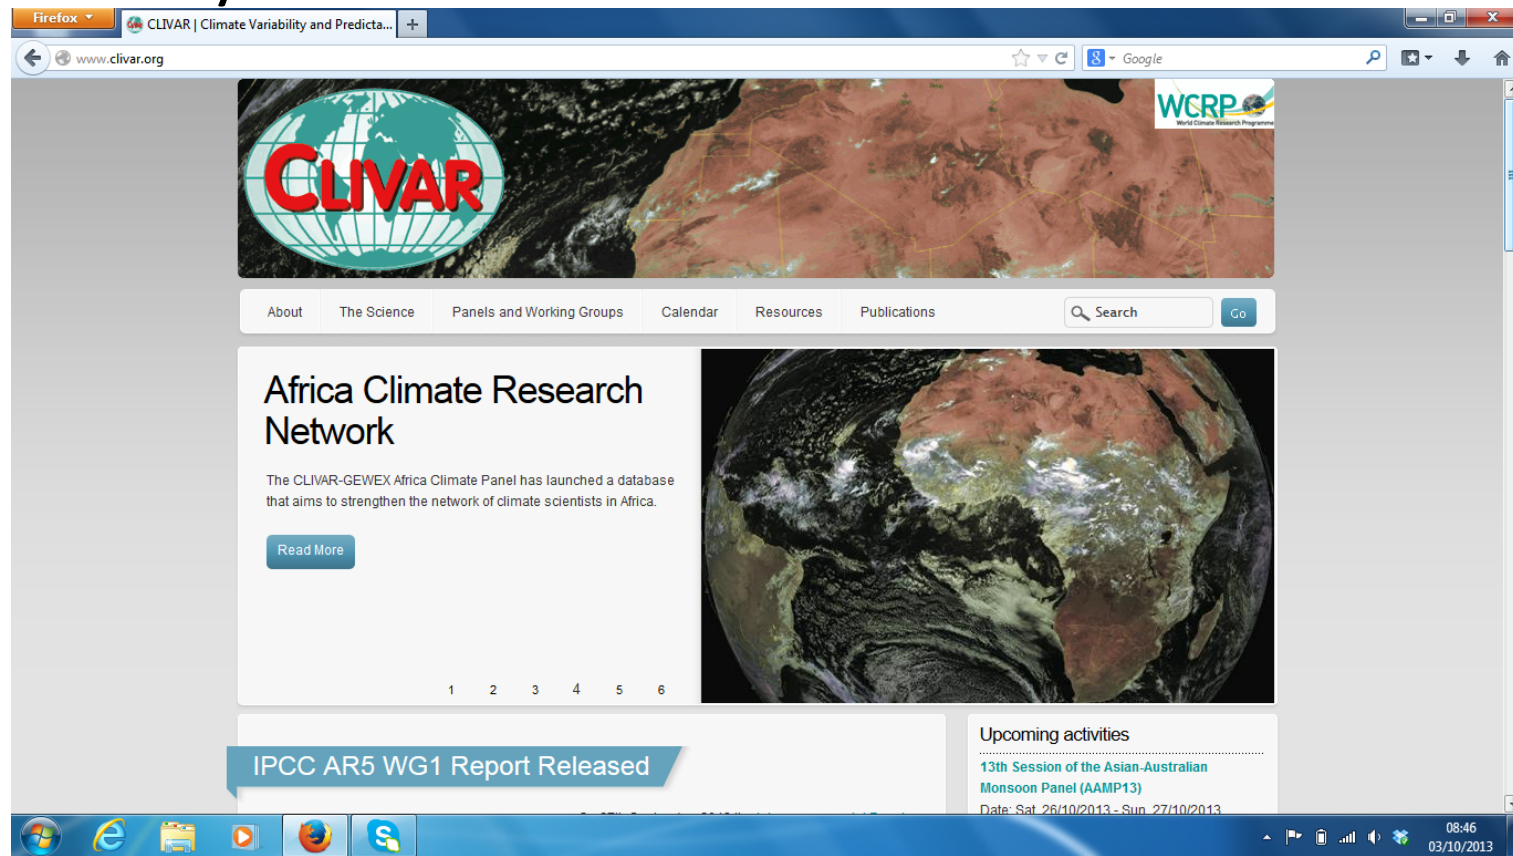 Firefox
CLIVAR | Climate Variability and Predicta...
www.clivar.org
Google
CLIVAR
WCRP
World Climate Research Programme
About The Science Panels and Working Groups Calendar Resources Publications Search Go
Africa Climate Research
Network
The CLIVAR-GEWEX Africa Climate Panel has launched a database
that aims to strengthen the network of climate scientists in Africa.
Read More
1 2 3 4 5 6
IPCC AR5 WG1 Report Released
Upcoming activities
13th Session of the Asian-Australian
Monsoon Panel (AAMP13)
Date: Sat, 26/10/2013 - Sun, 27/10/2013
08:46
03/10/2013